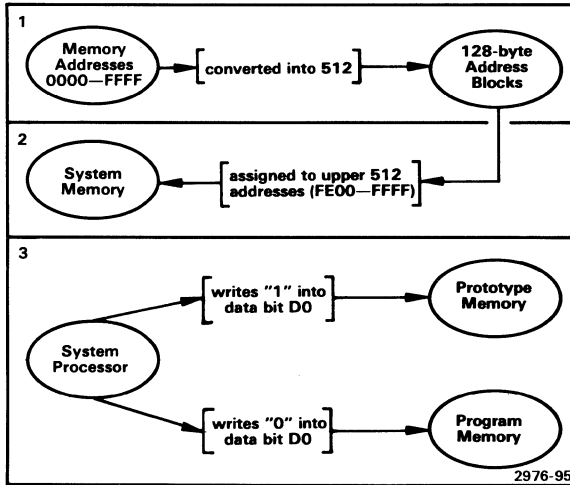 1
Memory
Addresses
0000—FFFF
converted into 512
128-byte
Address
Blocks
2
System
Memory
assigned to upper 512
addresses (FE00—FFFF)
3
writes "1" into
data bit D0
Prototype
Memory
System
Processor
writes "0" into
data bit D0
Program
Memory
2976-95